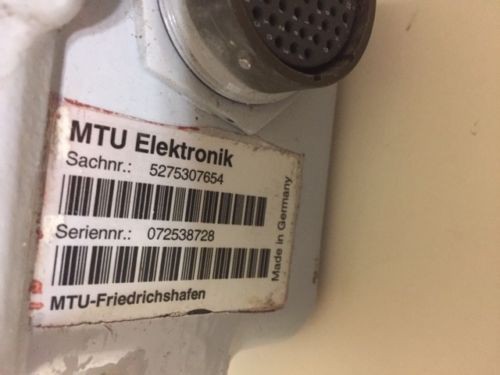 MTU Elektronik
Sachnr.: 5275307654
Seriennr.: 072538728
MTU-Friedrichshafen
Made in Germany